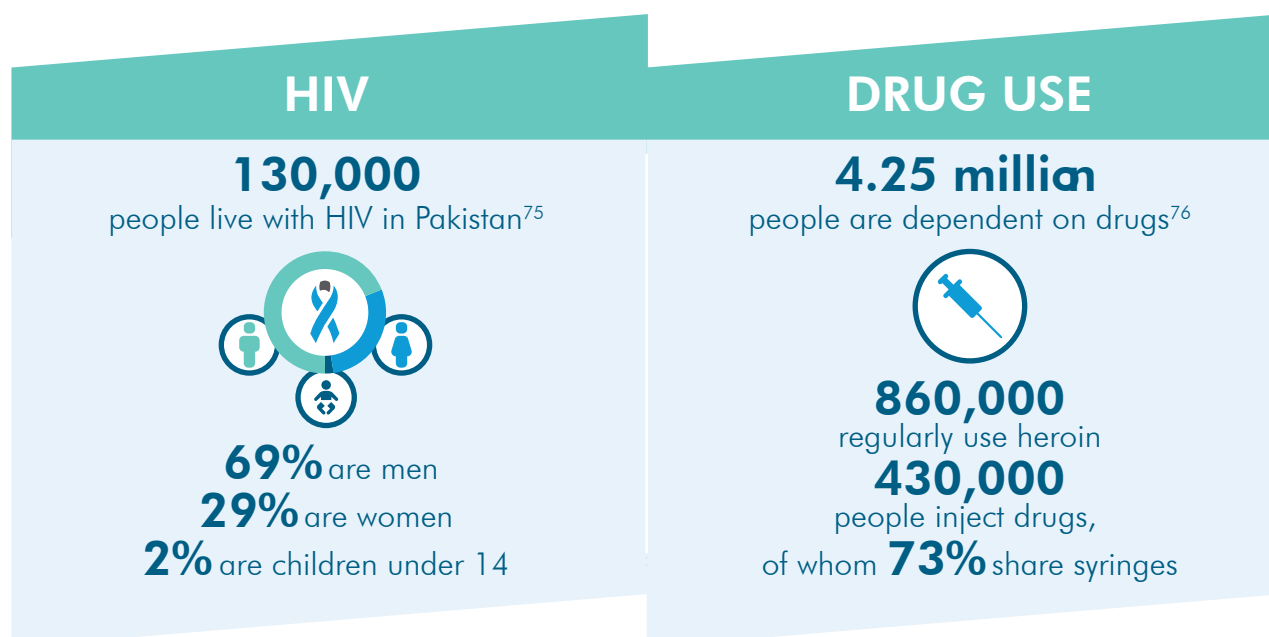 HIV
130,000
people live with HIV in Pakistan75
69% are men
29% are women
2% are children under 14
DRUG USE
4.25 million
people are dependent on drugs76
860,000
regularly use heroin
430,000
people inject drugs,
of whom 73% share syringes